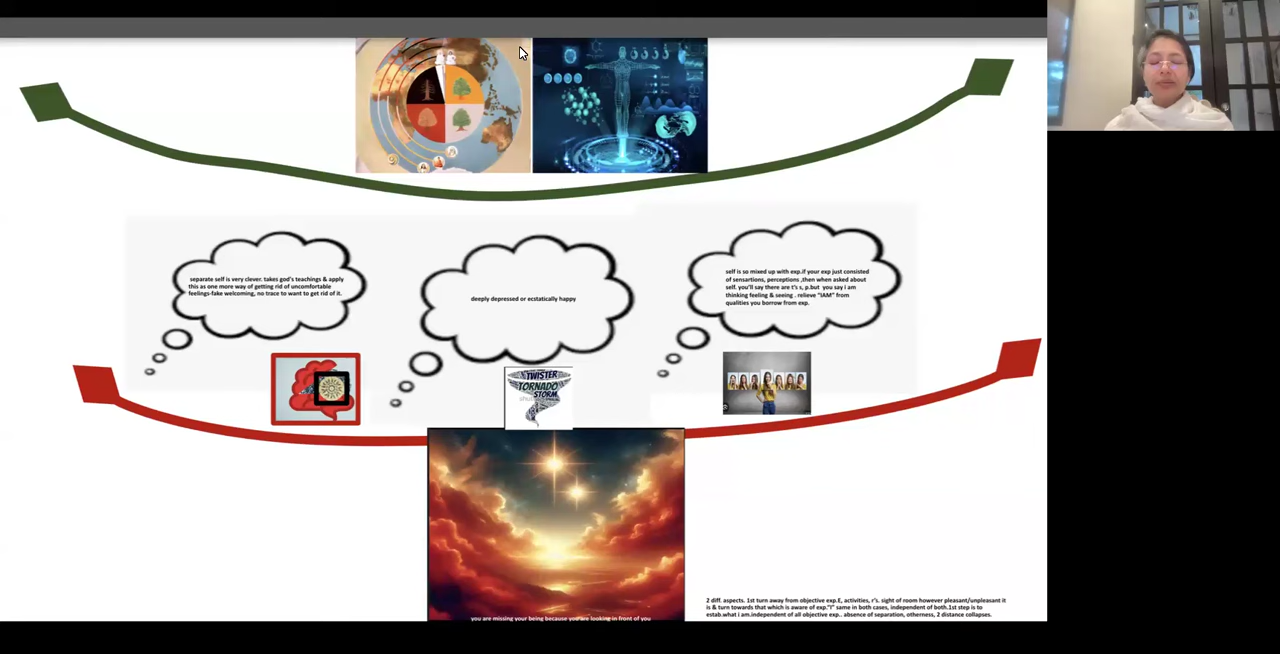 separate self is very clever. takes god's teachings & apply
this as one more way of getting rid of uncomfortable
feelings-fake welcoming, no trace to want to get rid of it.
deeply depressed or ecstatically happy
self is so mixed up with exp.if your exp just consisted
of sensartions, perceptions ,then when asked about
self. you'll say there are t's s, p.but you say i am
thinking feeling & seeing . relieve "IAM" from
qualities you borrow from exp.
TWISTER
TORNADO
STORM
you are missing your being because you are looking in front of you
2 diff. aspects. 1st turn away from objective exp.E, activities, r's. sight of room however pleasant/unpleasant it
is & turn towards that which is aware of exp."I" same in both cases, independent of both.1st step is to
estab.what i am.independent of all objective exp.. absence of separation, otherness, 2 distance collapses.